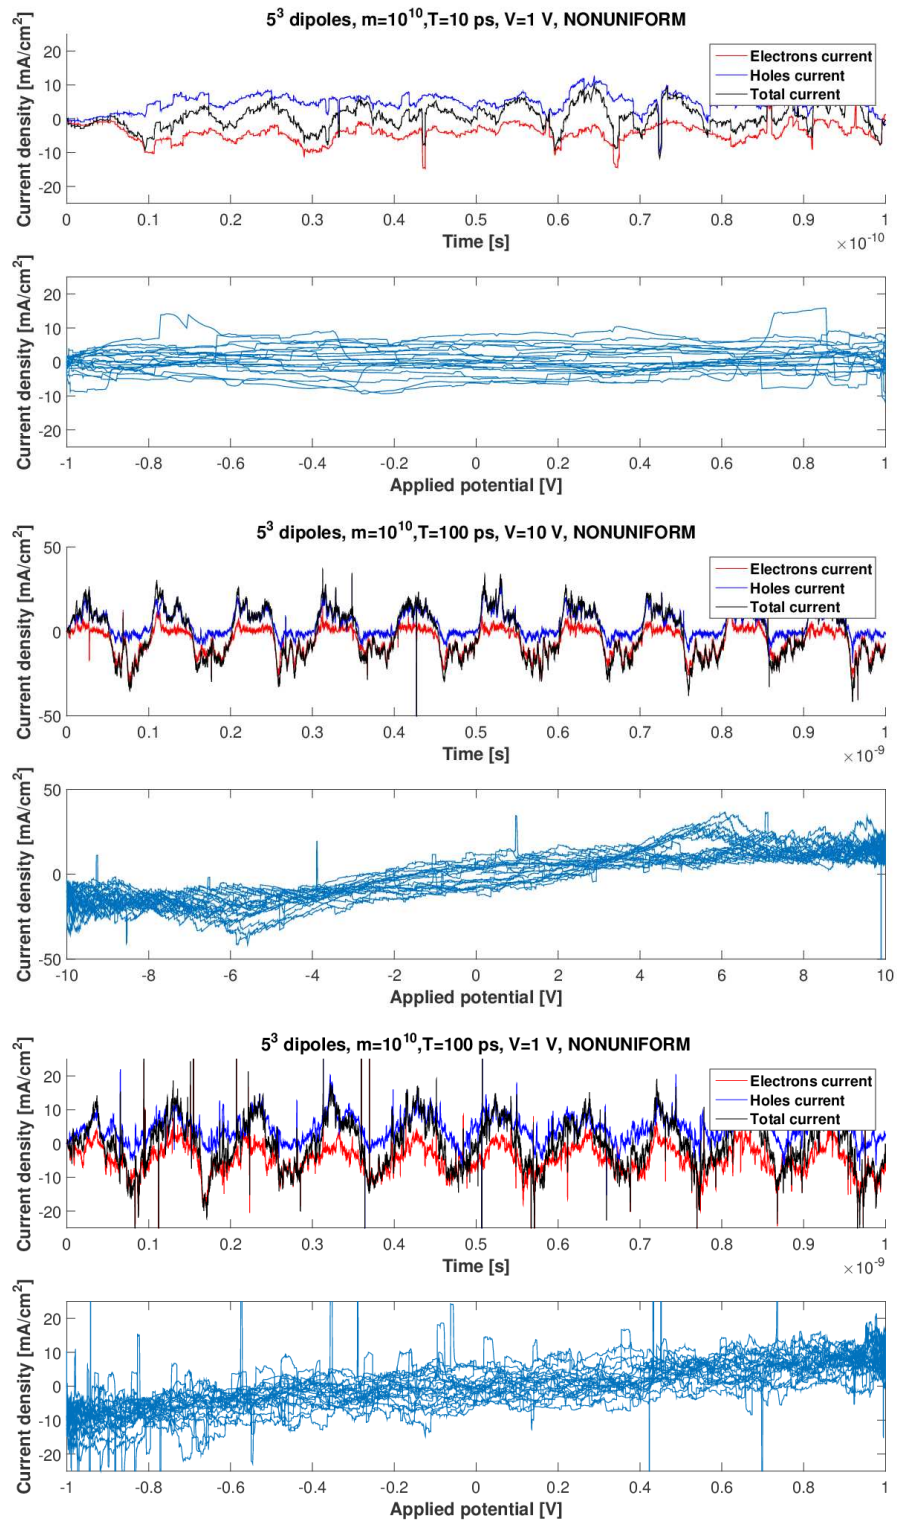 5³ dipoles, m=10¹⁰,T=10 ps, V=1 V, NONUNIFORM
Current density [mA/cm²]
20
10
0
-10
-20
Electrons current
Holes current
Total current
0 0.1 0.2 0.3 0.4 0.5 0.6 0.7 0.8 0.9 1
Time [s]
×10⁻¹⁰
Current density [mA/cm²]
20
10
0
-10
-20
-1 -0.8 -0.6 -0.4 -0.2 0 0.2 0.4 0.6 0.8 1
Applied potential [V]
5³ dipoles, m=10¹⁰,T=100 ps, V=10 V, NONUNIFORM
Current density [mA/cm²]
50
0
-50
Electrons current
Holes current
Total current
0 0.1 0.2 0.3 0.4 0.5 0.6 0.7 0.8 0.9 1
Time [s]
×10⁻⁹
Current density [mA/cm²]
50
0
-50
-10 -8 -6 -4 -2 0 2 4 6 8 10
Applied potential [V]
5³ dipoles, m=10¹⁰,T=100 ps, V=1 V, NONUNIFORM
Current density [mA/cm²]
20
10
0
-10
-20
Electrons current
Holes current
Total current
0 0.1 0.2 0.3 0.4 0.5 0.6 0.7 0.8 0.9 1
Time [s]
×10⁻⁹
Current density [mA/cm²]
20
10
0
-10
-20
-1 -0.8 -0.6 -0.4 -0.2 0 0.2 0.4 0.6 0.8 1
Applied potential [V]